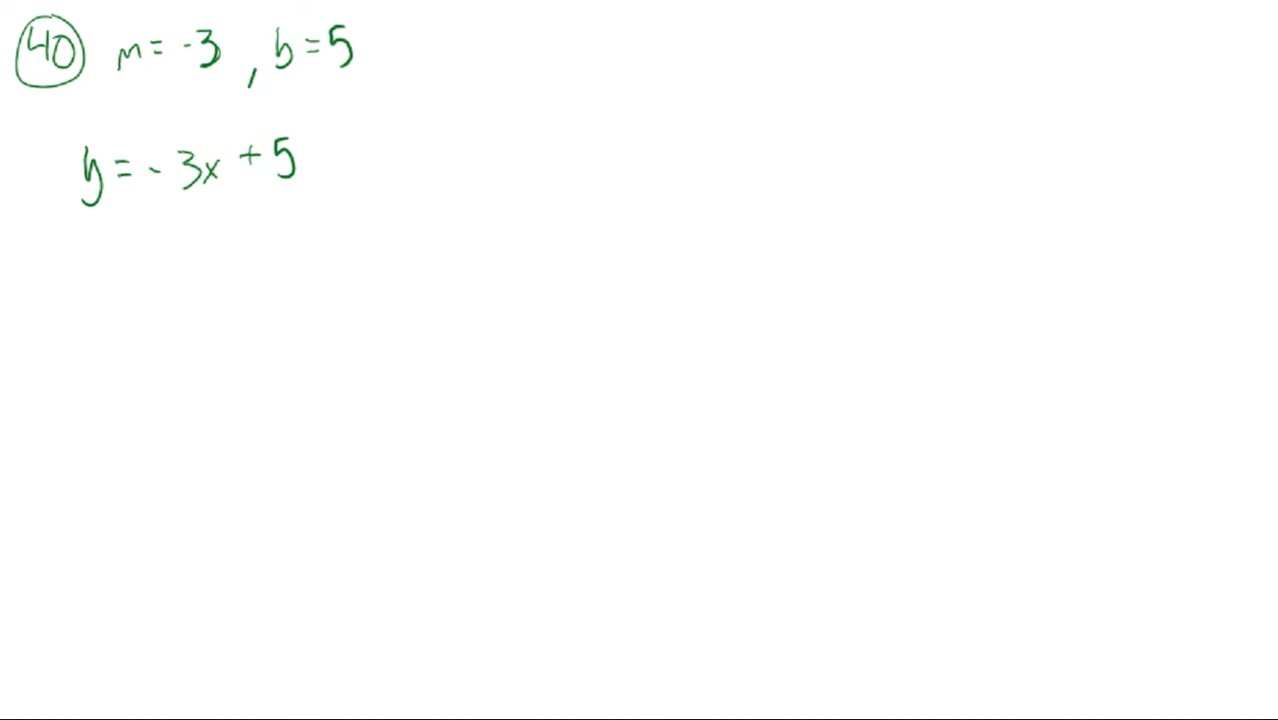 40 m = -3, b = 5
y = -3x + 5